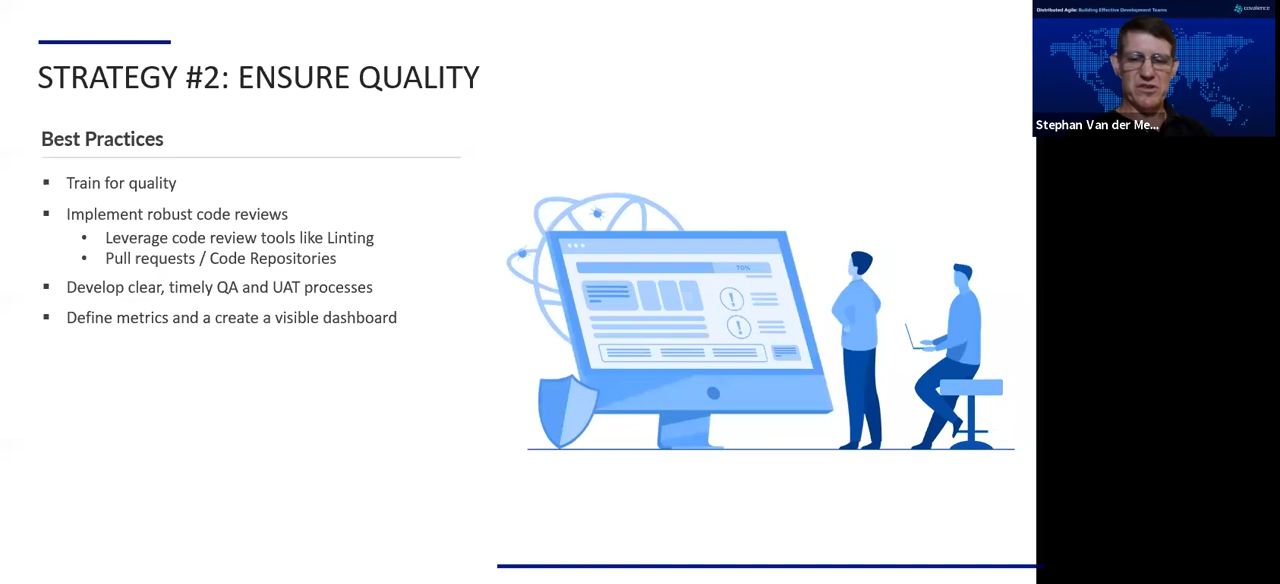 STRATEGY #2: ENSURE QUALITY
Best Practices
▪ Train for quality
▪ Implement robust code reviews
• Leverage code review tools like Linting
• Pull requests / Code Repositories
▪ Develop clear, timely QA and UAT processes
▪ Define metrics and a create a visible dashboard
70%
Distributed Agile: Building Effective Development Teams
covalience
Stephan Van der Me...